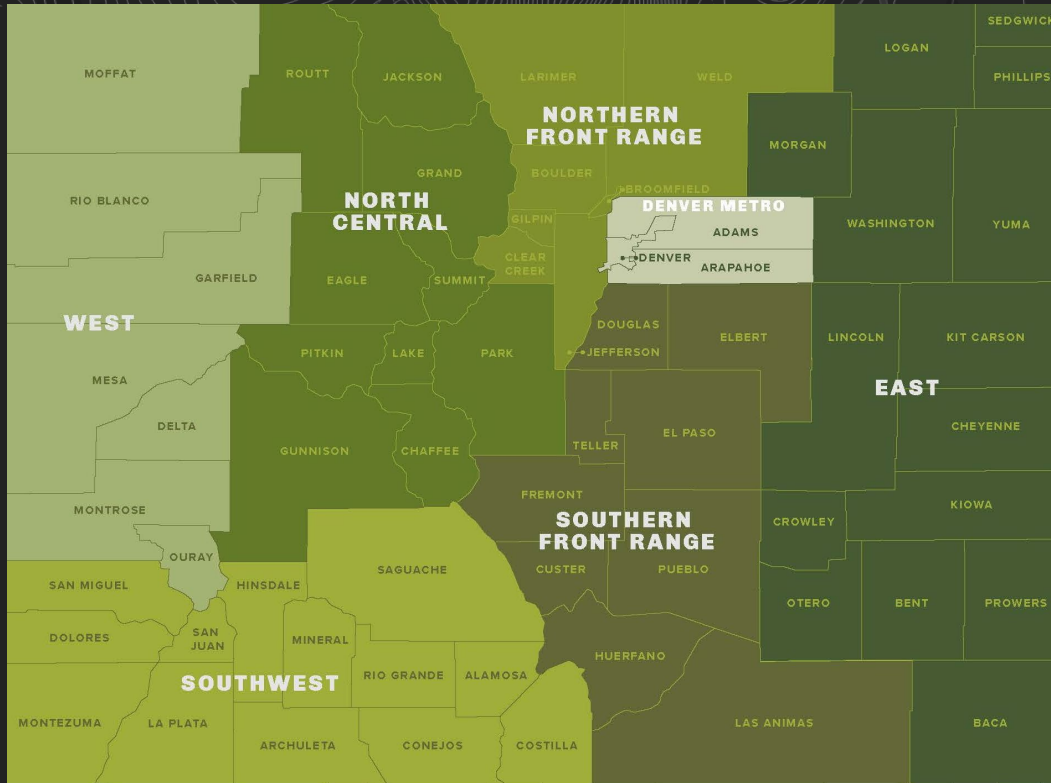 SEDGWICK
LOGAN
MOFFAT
ROUTT
JACKSON
LARIMER
WELD
PHILLIPS
NORTHERN
FRONT RANGE
MORGAN
GRAND
BOULDER
BROOMFIELD
RIO BLANCO
NORTH
CENTRAL
DENVER METRO
GILPIN
ADAMS
WASHINGTON
YUMA
CLEAR
CREEK
DENVER
ARAPAHOE
GARFIELD
EAGLE
SUMMIT
WEST
DOUGLAS
ELBERT
LINCOLN
KIT CARSON
PITKIN
LAKE
PARK
JEFFERSON
MESA
EAST
DELTA
CHEYENNE
EL PASO
TELLER
GUNNISON
CHAFFEE
FREMONT
KIOWA
MONTROSE
SOUTHERN
FRONT RANGE
CROWLEY
OURAY
SAGUACHE
CUSTER
PUEBLO
SAN MIGUEL
HINSDALE
OTERO
BENT
PROWERS
DOLORES
SAN
JUAN
MINERAL
HUERFANO
RIO GRANDE
ALAMOSA
SOUTHWEST
MONTEZUMA
LA PLATA
LAS ANIMAS
BACA
ARCHULETA
CONEJOS
COSTILLA